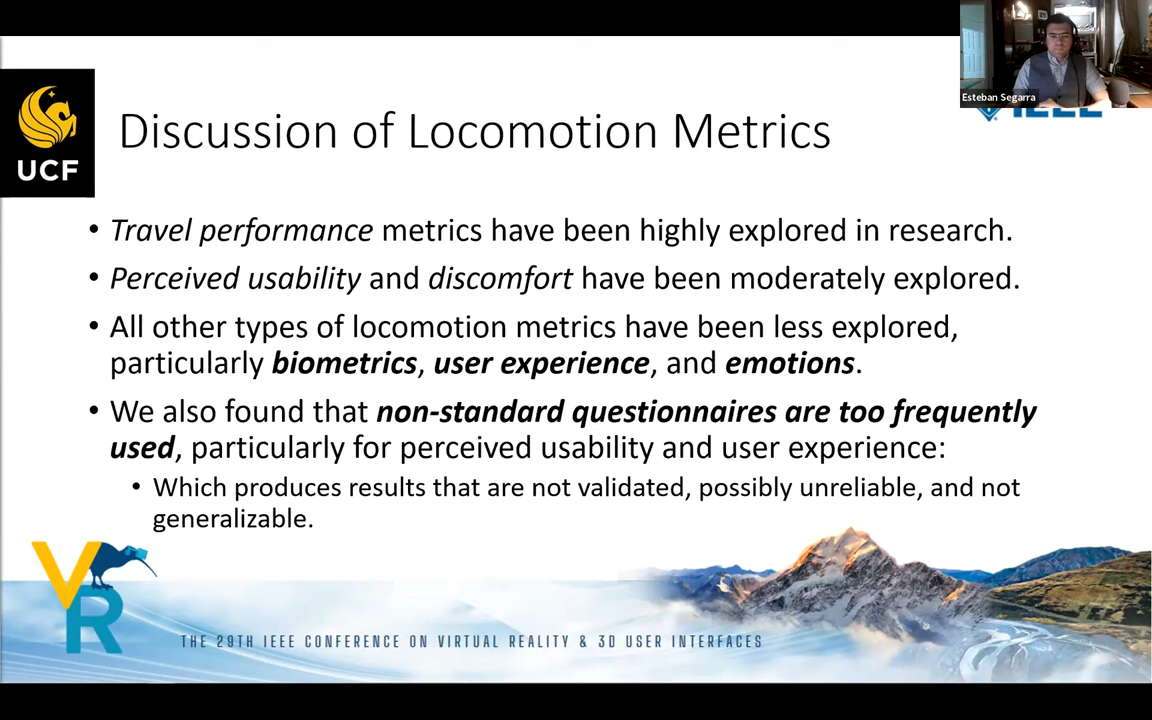 Esteban Segarra
IEEE
UCF
Discussion of Locomotion Metrics
• Travel performance metrics have been highly explored in research.
• Perceived usability and discomfort have been moderately explored.
• All other types of locomotion metrics have been less explored,
particularly biometrics, user experience, and emotions.
• We also found that non-standard questionnaires are too frequently
used, particularly for perceived usability and user experience:
• Which produces results that are not validated, possibly unreliable, and not
generalizable.
VR
THE 29TH IEEE CONFERENCE ON VIRTUAL REALITY & 3D USER INTERFACES